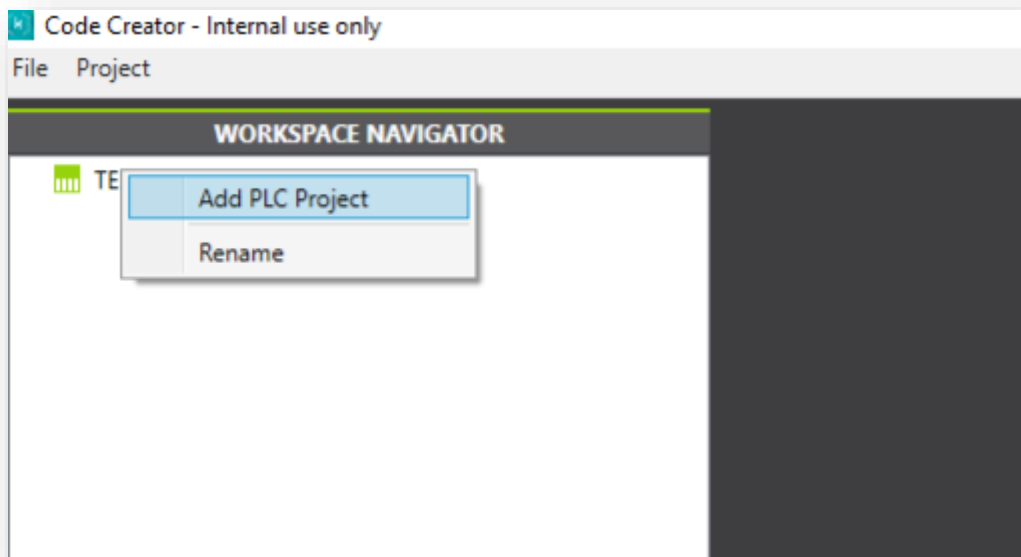 Code Creator - Internal use only
File Project
WORKSPACE NAVIGATOR
TE
Add PLC Project
Rename